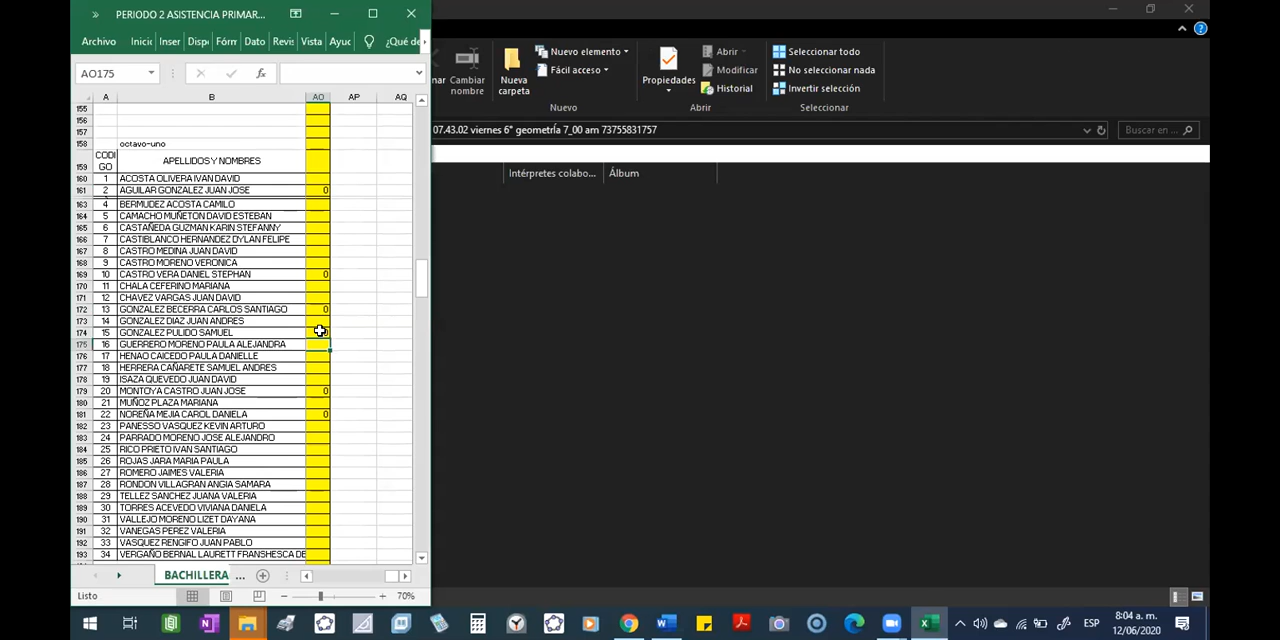 » PERIODO 2 ASISTENCIA PRIMAR...
Archivo Inicio Inser Dispo Fórm Dato Revis Vista Ayuc ¿Qué de
AO175 fx
Cambiar nombre
Nueva carpeta
Nuevo elemento
Fácil acceso
Nuevo
Propiedades
Abrir
Modificar
Historial
Abrir
Seleccionar todo
No seleccionar nada
Invertir selección
Seleccionar
07.43.02 viernes 6° geometría 7_00 am 73755831757
Buscar en ...
Intérpretes colabo... Álbum
A B AO AP AQ
155
156
157
158 octavo-uno
159 CODIGO APELLIDOS Y NOMBRES
160 1 ACOSTA OLIVERA IVAN DAVID
161 2 AGUILAR GONZALEZ JUAN JOSE 0
163 4 BERMUDEZ ACOSTA CAMILO
164 5 CAMACHO MUÑETON DAVID ESTEBAN
165 6 CASTAÑEDA GUZMAN KARIN STEFANNY
166 7 CASTIBLANCO HERNANDEZ DYLAN FELIPE
167 8 CASTRO MEDINA JUAN DAVID
168 9 CASTRO MORENO VERONICA
169 10 CASTRO VERA DANIEL STEPHAN 0
170 11 CHALA CEFERINO MARIANA
171 12 CHAVEZ VARGAS JUAN DAVID
172 13 GONZALEZ BECERRA CARLOS SANTIAGO 0
173 14 GONZALEZ DIAZ JUAN ANDRES
174 15 GONZALEZ PULIDO SAMUEL 0
175 16 GUERRERO MORENO PAULA ALEJANDRA
176 17 HENAO CAICEDO PAULA DANIELLE
177 18 HERRERA CAÑARETE SAMUEL ANDRES
178 19 ISAZA QUEVEDO JUAN DAVID
179 20 MONTOYA CASTRO JUAN JOSE 0
180 21 MUÑOZ PLAZA MARIANA
181 22 NOREÑA MEJIA CAROL DANIELA 0
182 23 PANESSO VASQUEZ KEVIN ARTURO
183 24 PARRADO MORENO JOSE ALEJANDRO
184 25 RICO PRIETO IVAN SANTIAGO
185 26 ROJAS JARA MARIA PAULA
186 27 ROMERO JAIMES VALERIA
187 28 RONDON VILLAGRAN ANGIA SAMARA
188 29 TELLEZ SANCHEZ JUANA VALERIA
189 30 TORRES ACEVEDO VIVIANA DANIELA
190 31 VALLEJO MORENO LIZET DAYANA
191 32 VANEGAS PEREZ VALERIA
192 33 VASQUEZ RENGIFO JUAN PABLO
193 34 VERGAÑO BERNAL LAURETT FRANSHESCA DE
BACHILLERA ...
Listo 70%
ESP
8:04 a. m.
12/06/2020